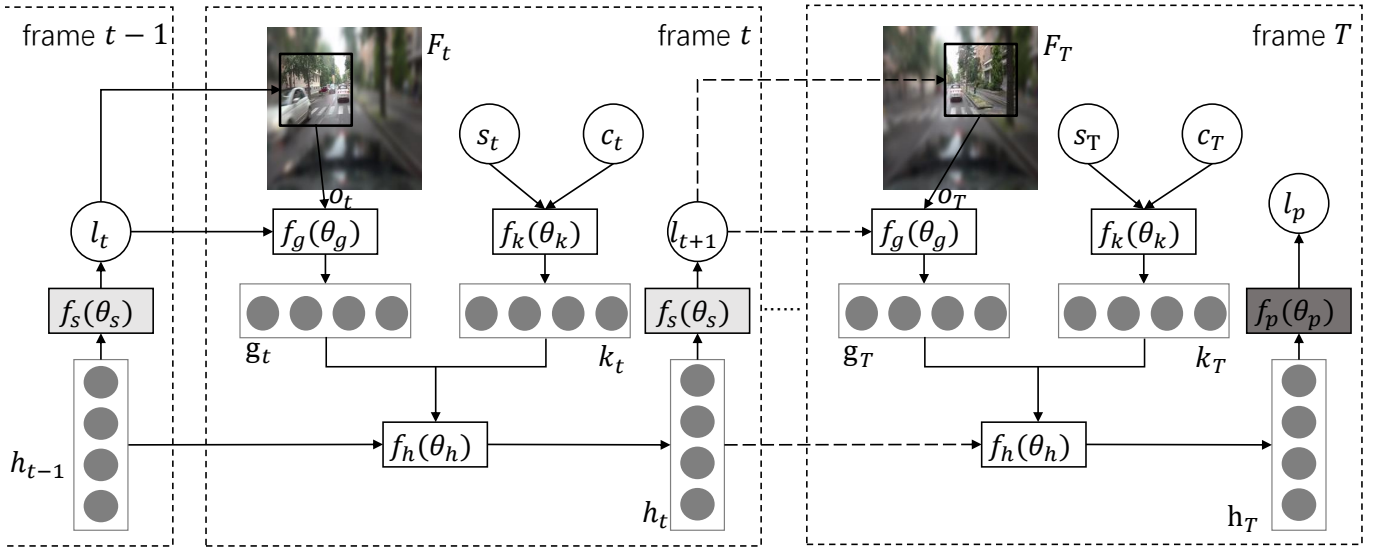 frame t − 1
l_t
f_s(θ_s)
h_{t−1}
frame t
F_t
s_t
c_t
o_t
f_g(θ_g)
f_k(θ_k)
g_t
k_t
f_h(θ_h)
l_{t+1}
f_s(θ_s)
h_t
frame T
F_T
s_T
c_T
o_T
f_g(θ_g)
f_k(θ_k)
g_T
k_T
f_h(θ_h)
l_p
f_p(θ_p)
h_T